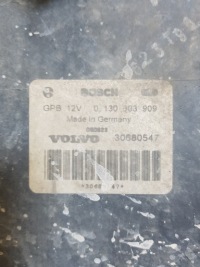 BOSCH
GPB 12V 0 130 303 909
Made in Germany
VOLVO 30680547